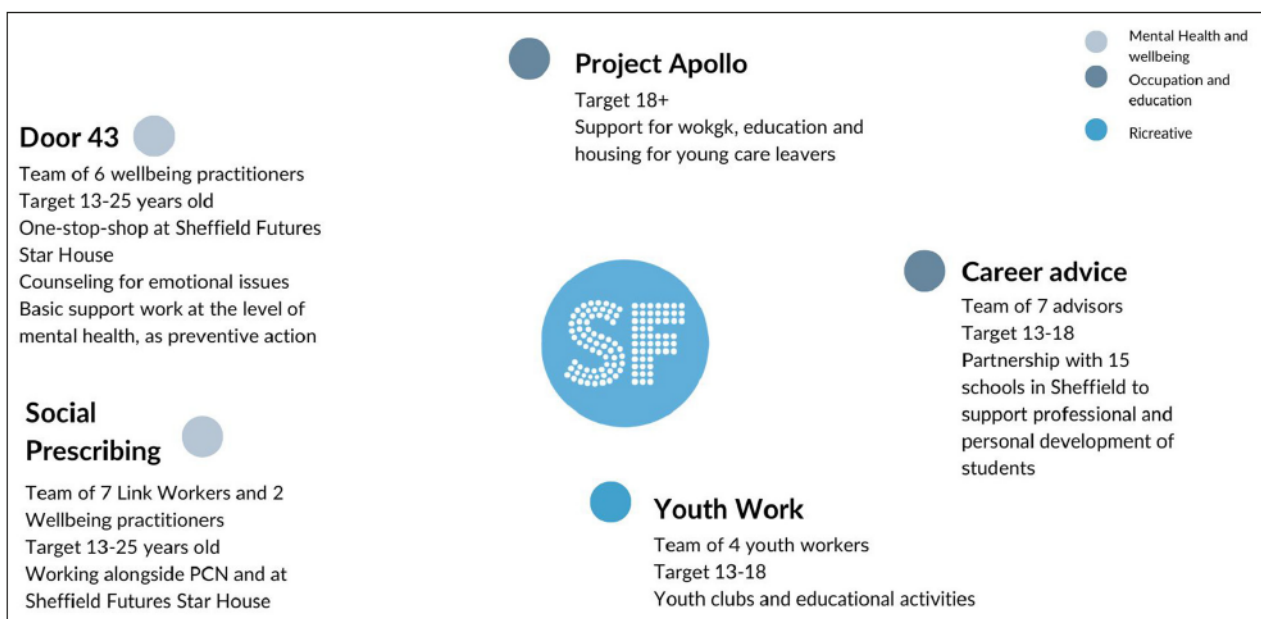 Mental Health and
wellbeing
Occupation and
education
Ricreative
Project Apollo
Target 18+
Support for wokgk, education and
housing for young care leavers
Door 43
Team of 6 wellbeing practitioners
Target 13-25 years old
One-stop-shop at Sheffield Futures
Star House
Counseling for emotional issues
Basic support work at the level of
mental health, as preventive action
SF
Career advice
Team of 7 advisors
Target 13-18
Partnership with 15
schools in Sheffield to
support professional and
personal development of
students
Social
Prescribing
Team of 7 Link Workers and 2
Wellbeing practitioners
Target 13-25 years old
Working alongside PCN and at
Sheffield Futures Star House
Youth Work
Team of 4 youth workers
Target 13-18
Youth clubs and educational activities